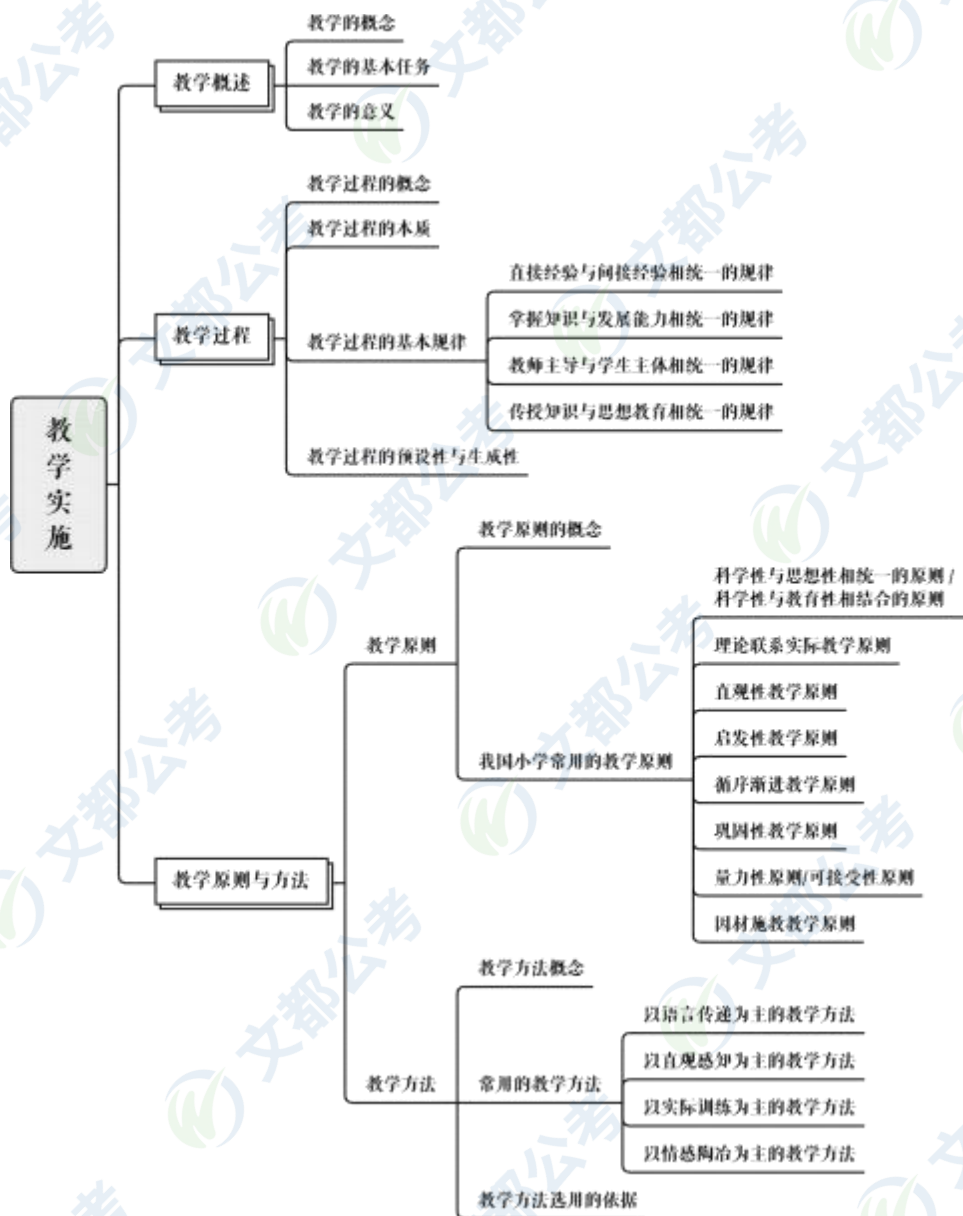 教学实施
教学概述
教学的概念
教学的基本任务
教学的意义
教学过程
教学过程的概念
教学过程的本质
教学过程的基本规律
直接经验与间接经验相统一的规律
掌握知识与发展能力相统一的规律
教师主导与学生主体相统一的规律
传授知识与思想教育相统一的规律
教学过程的预设性与生成性
教学原则与方法
教学原则
教学原则的概念
我国小学常用的教学原则
科学性与思想性相统一的原则/
科学性与教育性相结合的原则
理论联系实际教学原则
直观性教学原则
启发性教学原则
循序渐进教学原则
巩固性教学原则
量力性原则/可接受性原则
因材施教教学原则
教学方法
教学方法概念
常用的教学方法
以语言传递为主的教学方法
以直观感知为主的教学方法
以实际训练为主的教学方法
以情感陶冶为主的教学方法
教学方法选用的依据
文都公考